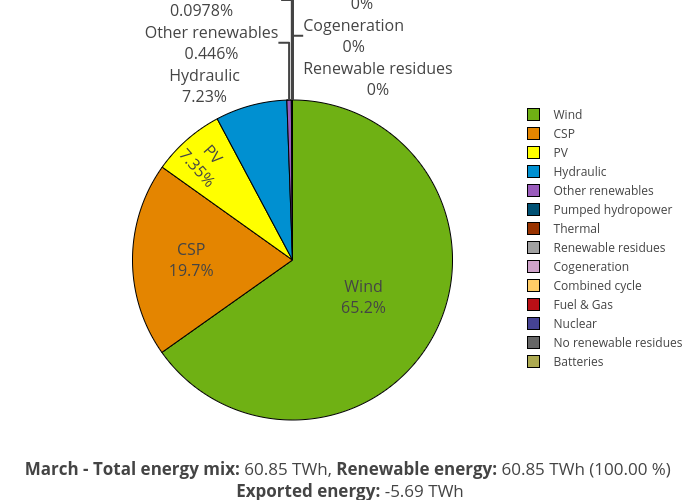 0.0978%
Other renewables
0.446%
Hydraulic
7.23%
0%
Cogeneration
0%
Renewable residues
0%
PV
7.35%
CSP
19.7%
Wind
65.2%
Wind
CSP
PV
Hydraulic
Other renewables
Pumped hydropower
Thermal
Renewable residues
Cogeneration
Combined cycle
Fuel & Gas
Nuclear
No renewable residues
Batteries
March - Total energy mix: 60.85 TWh, Renewable energy: 60.85 TWh (100.00 %)
Exported energy: -5.69 TWh